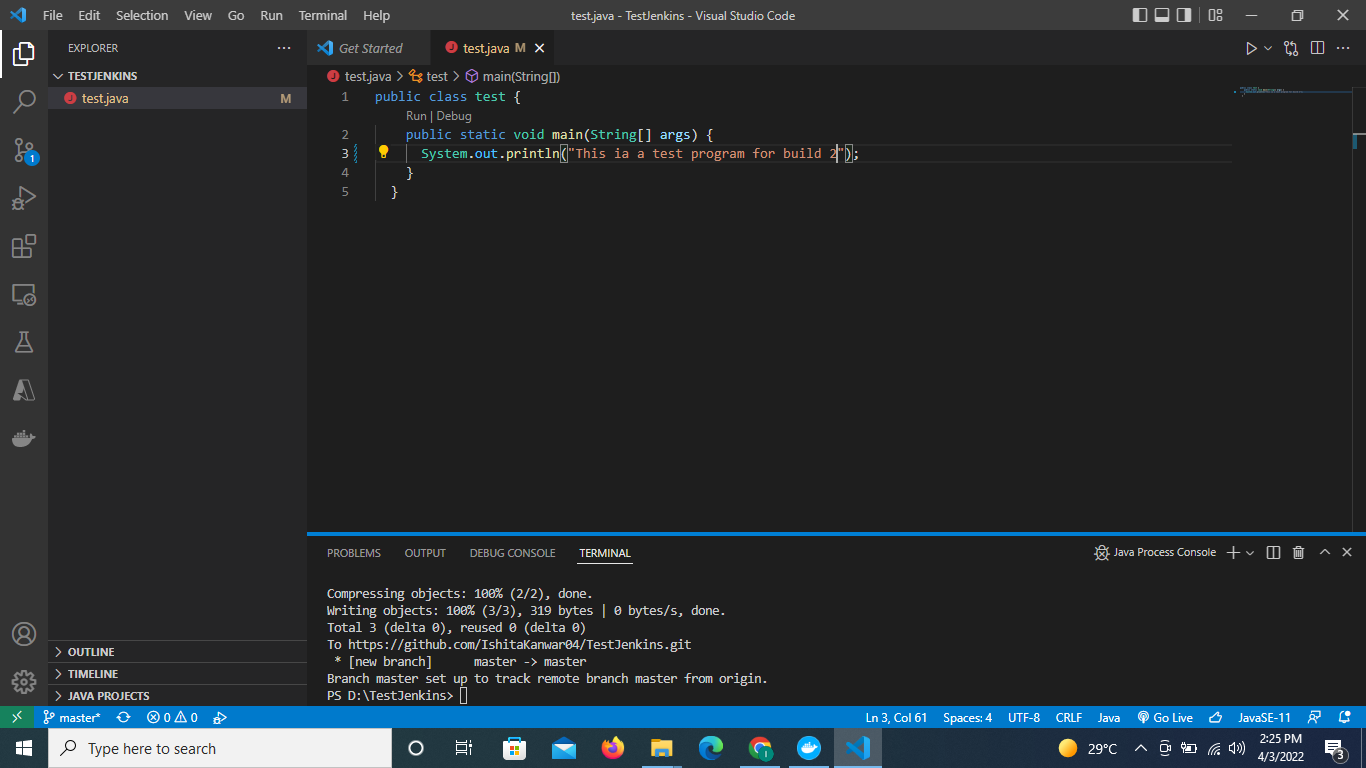 File Edit Selection View Go Run Terminal Help
test.java - TestJenkins - Visual Studio Code
EXPLORER
TESTJENKINS
test.java M
1
OUTLINE
TIMELINE
JAVA PROJECTS
Get Started
test.java M
test.java > test > main(String[])
1 public class test {
Run | Debug
2 public static void main(String[] args) {
3 System.out.println("This ia a test program for build 2");
4 }
5 }
PROBLEMS OUTPUT DEBUG CONSOLE TERMINAL
Java Process Console
Compressing objects: 100% (2/2), done.
Writing objects: 100% (3/3), 319 bytes | 0 bytes/s, done.
Total 3 (delta 0), reused 0 (delta 0)
To https://github.com/IshitaKanwar04/TestJenkins.git
* [new branch] master -> master
Branch master set up to track remote branch master from origin.
PS D:\TestJenkins>
master* 0 0
Ln 3, Col 61 Spaces: 4 UTF-8 CRLF Java Go Live JavaSE-11
Type here to search
29°C
2:25 PM
4/3/2022
3